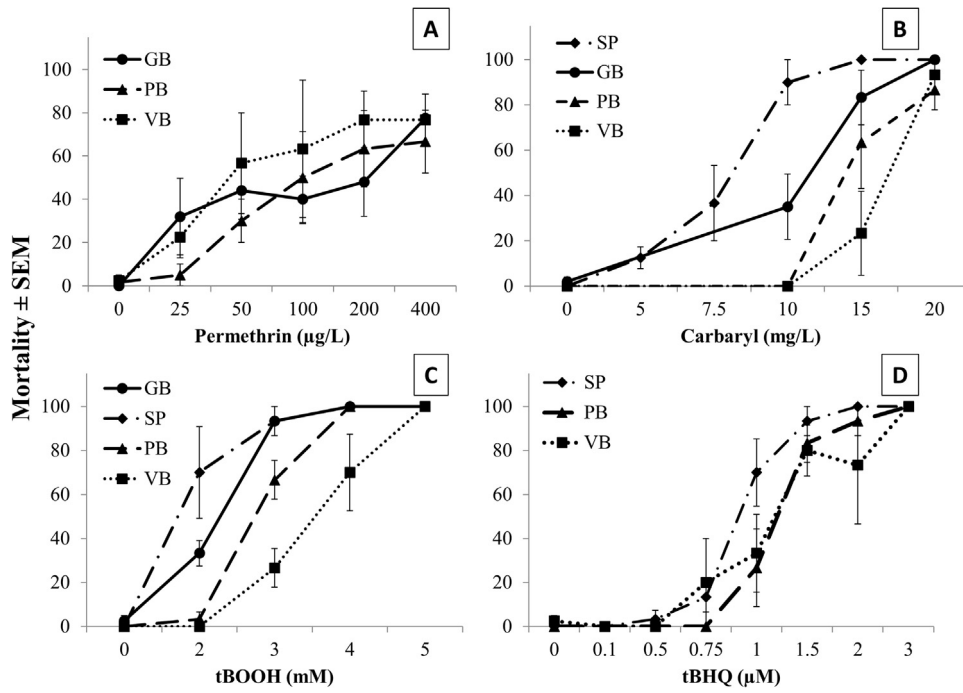 Mortality ± SEM
A
GB
PB
VB
100
80
60
40
20
0
0 25 50 100 200 400
Permethrin (µg/L)
B
SP
GB
PB
VB
100
80
60
40
20
0
0 5 7.5 10 15 20
Carbaryl (mg/L)
C
GB
SP
PB
VB
100
80
60
40
20
0
0 2 3 4 5
tBOOH (mM)
D
SP
PB
VB
100
80
60
40
20
0
0 0.1 0.5 0.75 1 1.5 2 3
tBHQ (µM)